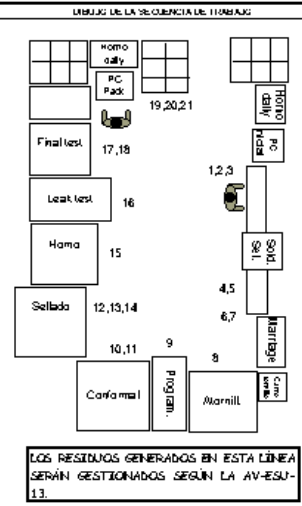 DIBUJO DE LA SECUENCIA DE TRABAJO
Horno
daily
PC
Pack
19,20,21
Horno
daily
PC
Final test
17,18
1,2,3
Leak test
16
Sold.
Sel.
Horno
15
4,5
Sellado
12,13,14
6,7
Marriage
10,11
9
8
Conformal
Program.
Atornill
LOS RESIDUOS GENERADOS EN ESTA LÍNEA
SERÁN GESTIONADOS SEGÚN LA AV-ESU-
13.